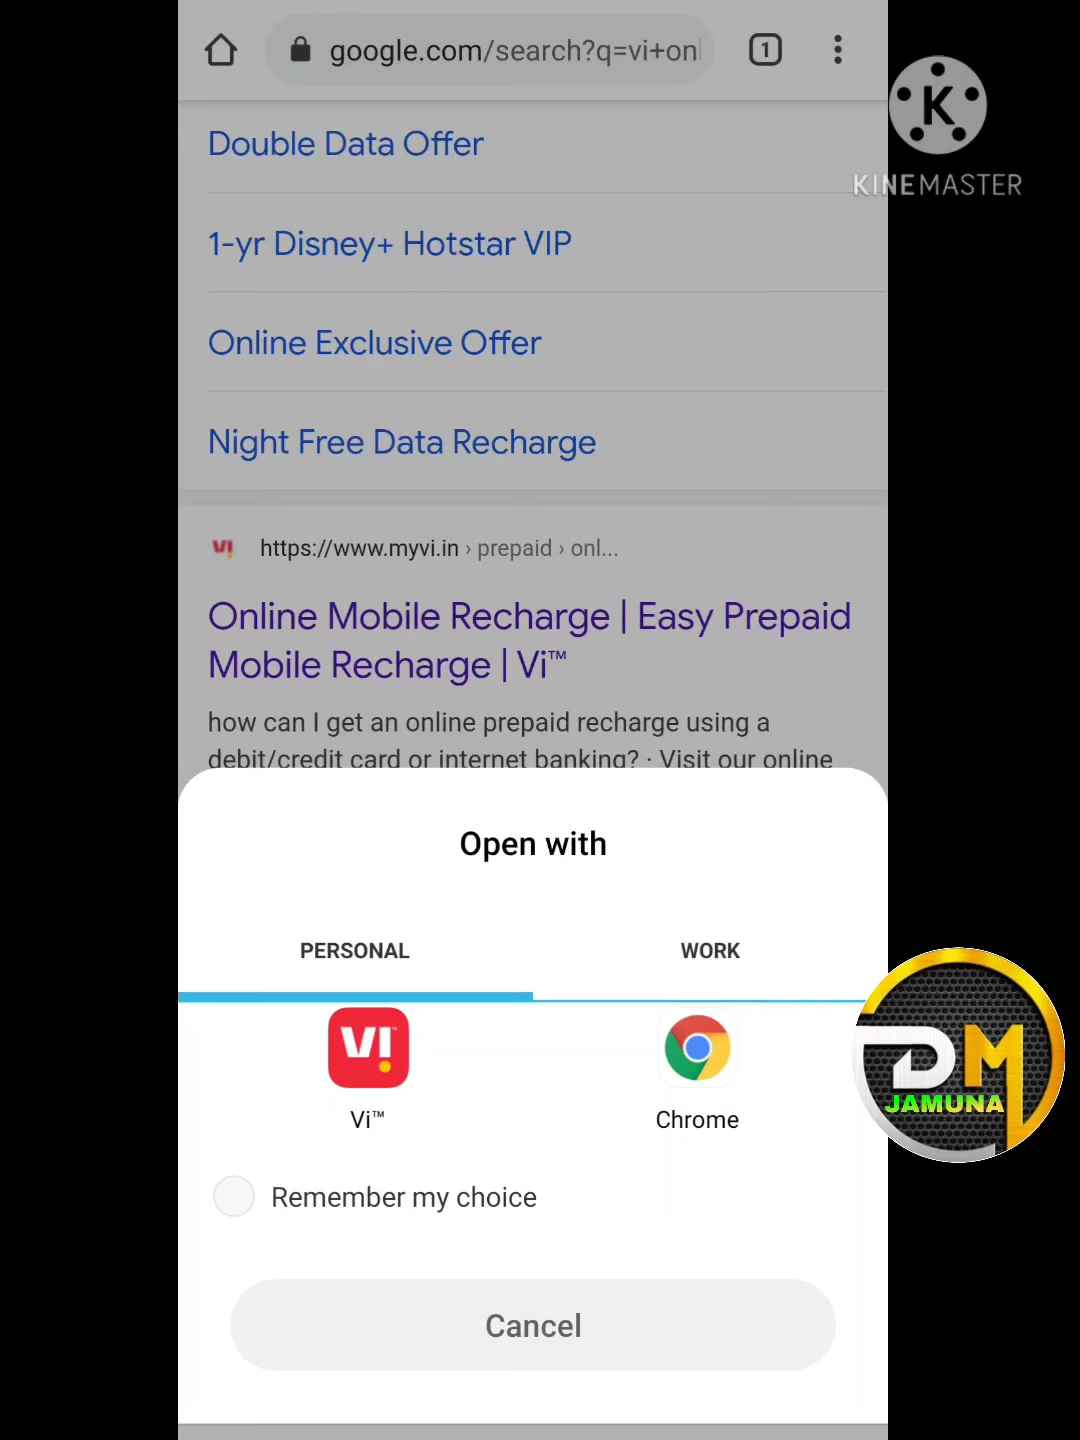 google.com/search?q=vi+onl
1
K
KINEMASTER
Double Data Offer
1-yr Disney+ Hotstar VIP
Online Exclusive Offer
Night Free Data Recharge
VI
https://www.myvi.in › prepaid › onl...
Online Mobile Recharge | Easy Prepaid
Mobile Recharge | Vi™
how can I get an online prepaid recharge using a
debit/credit card or internet banking? · Visit our online
Open with
PERSONAL
WORK
VI™
Vi™
Chrome
DM
JAMUNA
Remember my choice
Cancel